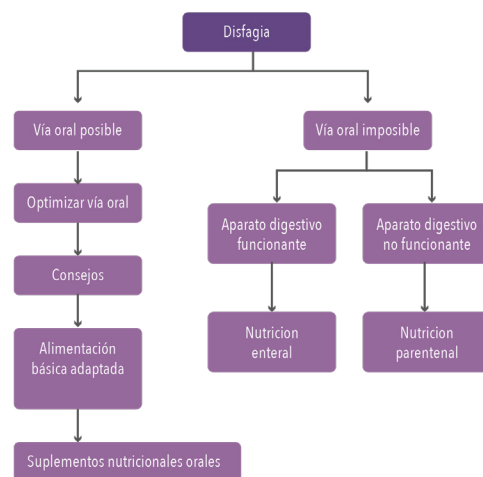 Disfagia
Vía oral posible
Vía oral imposible
Optimizar vía oral
Aparato digestivo
funcionante
Aparato digestivo
no funcionante
Consejos
Nutricion
enteral
Nutricion
parentenal
Alimentación
básica adaptada
Suplementos nutricionales orales